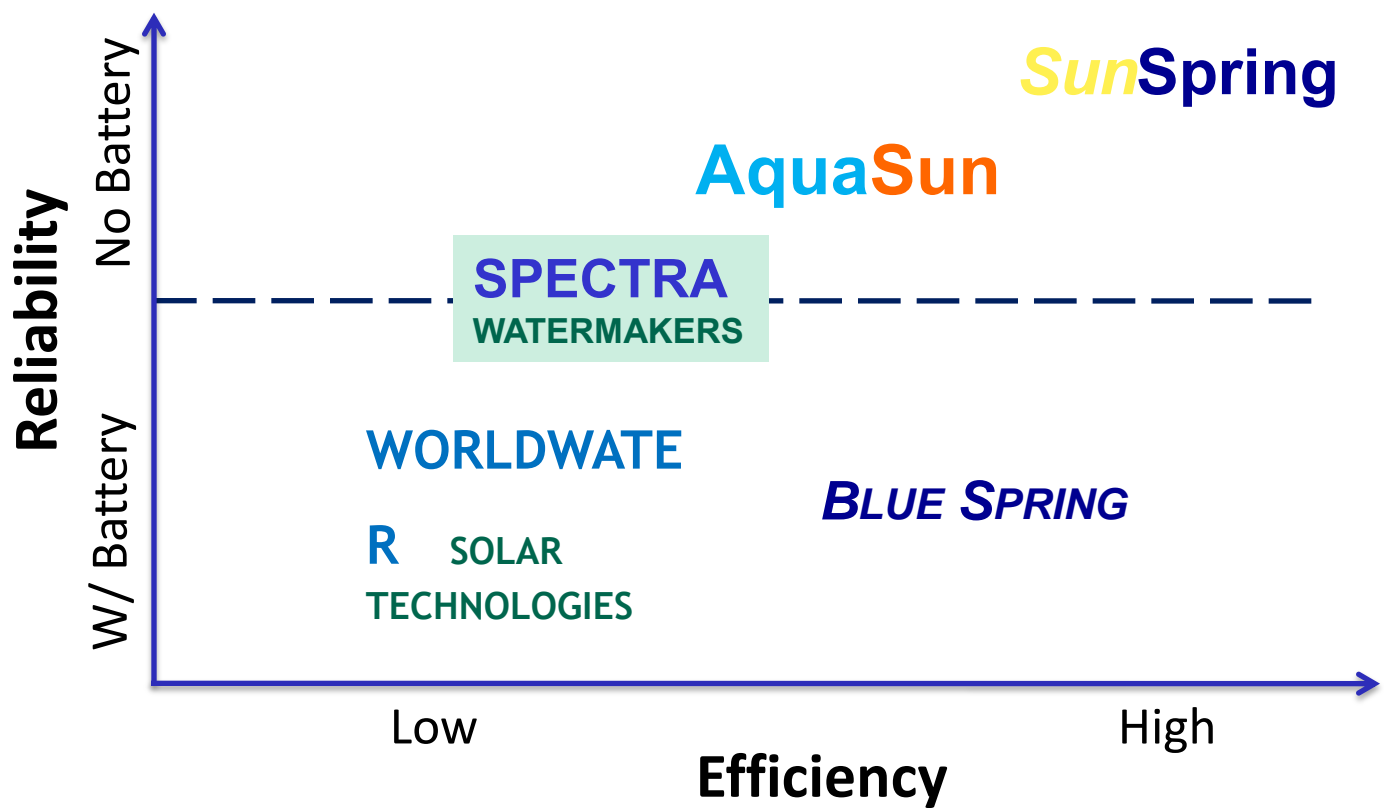 Reliability
No Battery
W/ Battery
SunSpring
AquaSun
SPECTRA
WATERMAKERS
WORLDWATE
R SOLAR
TECHNOLOGIES
BLUE SPRING
Low
High
Efficiency